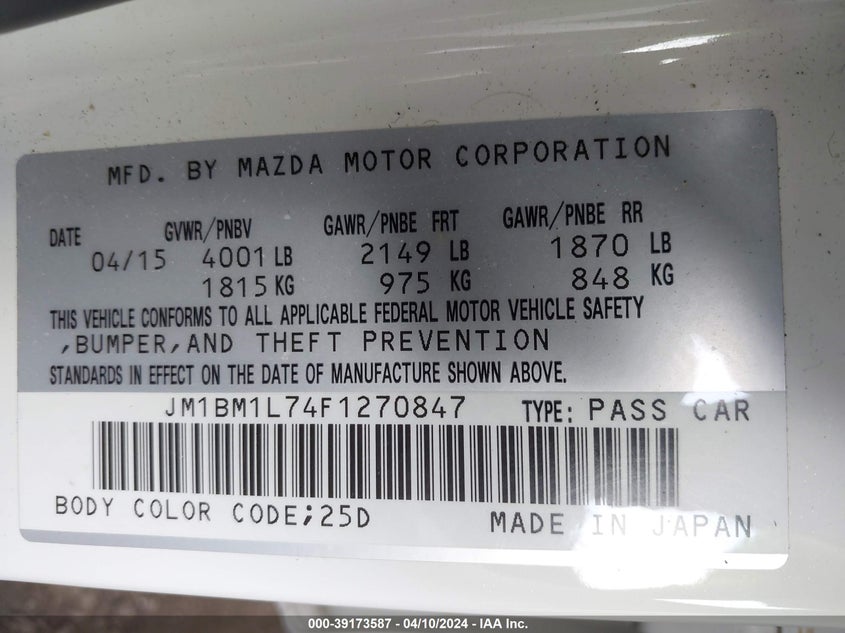 MFD. BY MAZDA MOTOR CORPORATION
DATE GVWR/PNBV GAWR/PNBE FRT GAWR/PNBE RR
04/15 4001 LB 2149 LB 1870 LB
1815 KG 975 KG 848 KG
THIS VEHICLE CONFORMS TO ALL APPLICABLE FEDERAL MOTOR VEHICLE SAFETY
,BUMPER,AND THEFT PREVENTION
STANDARDS IN EFFECT ON THE DATE OF MANUFACTURE SHOWN ABOVE.
JM1BM1L74F1270847 TYPE: PASS CAR
BODY COLOR CODE;25D MADE IN JAPAN
000-39173587 - 04/10/2024 - IAA Inc.